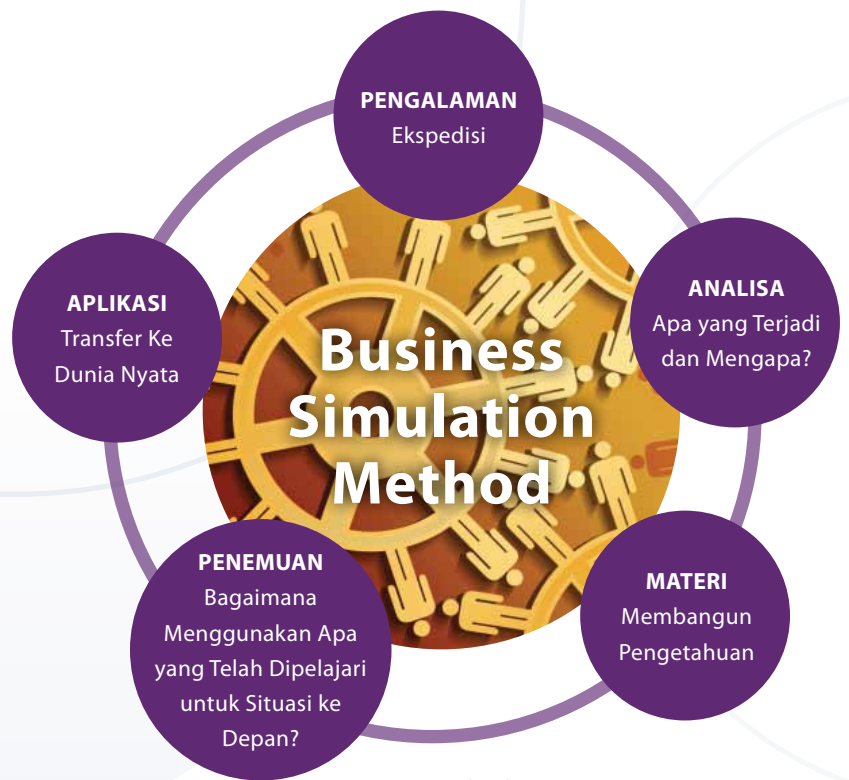 PENGALAMAN
Ekspedisi
ANALISA
Apa yang Terjadi
dan Mengapa?
MATERI
Membangun
Pengetahuan
PENEMUAN
Bagaimana
Menggunakan Apa
yang Telah Dipelajari
untuk Situasi ke
Depan?
APLIKASI
Transfer Ke
Dunia Nyata
Business
Simulation
Method